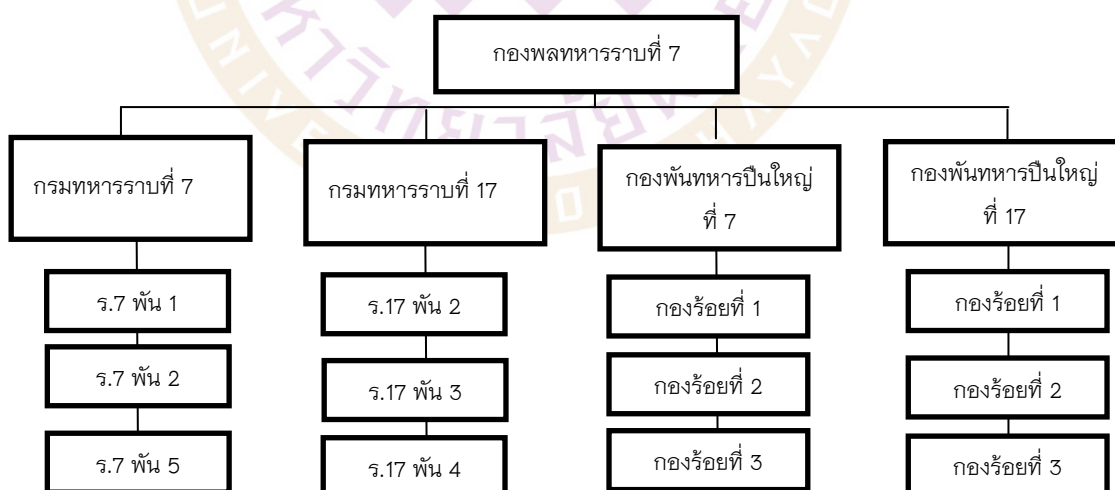 กองพลทหารราบที่ 7
กรมทหารราบที่ 7
กรมทหารราบที่ 17
กองพันทหารปืนใหญ่
ที่ 7
กองพันทหารปืนใหญ่
ที่ 17
ร.7 พัน 1
ร.7 พัน 2
ร.7 พัน 5
ร.17 พัน 2
ร.17 พัน 3
ร.17 พัน 4
กองร้อยที่ 1
กองร้อยที่ 2
กองร้อยที่ 3
กองร้อยที่ 1
กองร้อยที่ 2
กองร้อยที่ 3